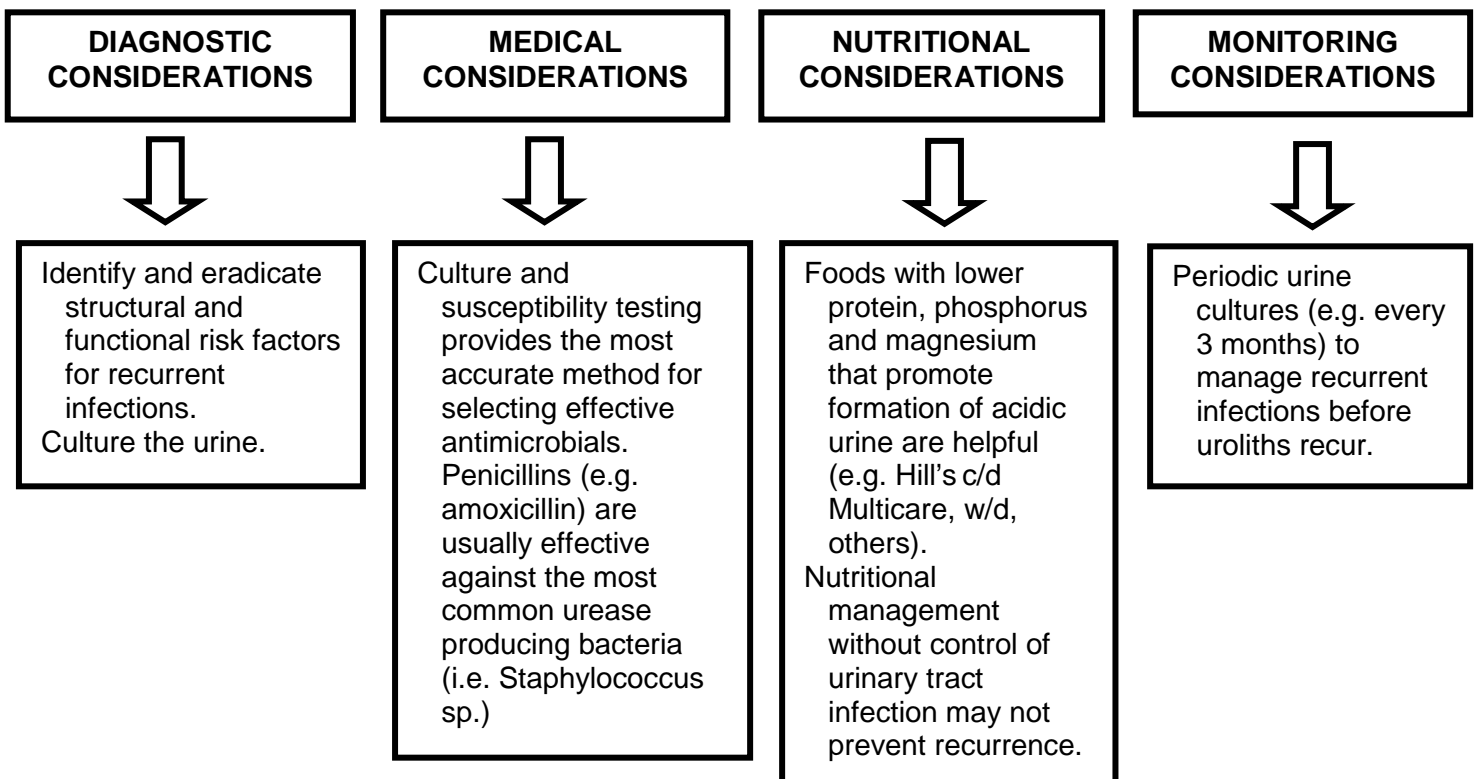 DIAGNOSTIC
CONSIDERATIONS
Identify and eradicate
structural and
functional risk factors
for recurrent
infections.
Culture the urine.
MEDICAL
CONSIDERATIONS
Culture and
susceptibility testing
provides the most
accurate method for
selecting effective
antimicrobials.
Penicillins (e.g.
amoxicillin) are
usually effective
against the most
common urease
producing bacteria
(i.e. Staphylococcus
sp.)
NUTRITIONAL
CONSIDERATIONS
Foods with lower
protein, phosphorus
and magnesium
that promote
formation of acidic
urine are helpful
(e.g. Hill's c/d
Multicare, w/d,
others).
Nutritional
management
without control of
urinary tract
infection may not
prevent recurrence.
MONITORING
CONSIDERATIONS
Periodic urine
cultures (e.g. every
3 months) to
manage recurrent
infections before
uroliths recur.